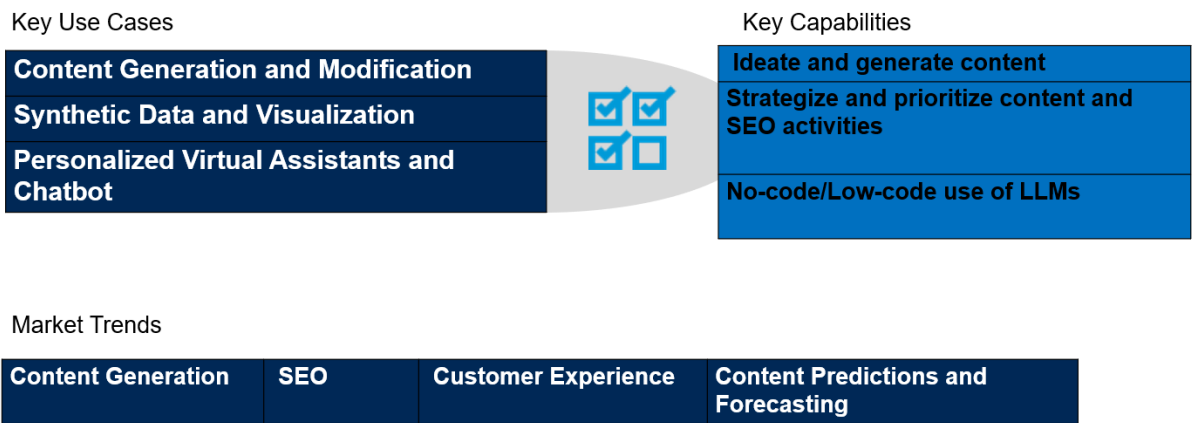 Key Use Cases
Content Generation and Modification
Synthetic Data and Visualization
Personalized Virtual Assistants and
Chatbot
Key Capabilities
Ideate and generate content
Strategize and prioritize content and
SEO activities
No-code/Low-code use of LLMs
Market Trends
Content Generation
SEO
Customer Experience
Content Predictions and
Forecasting